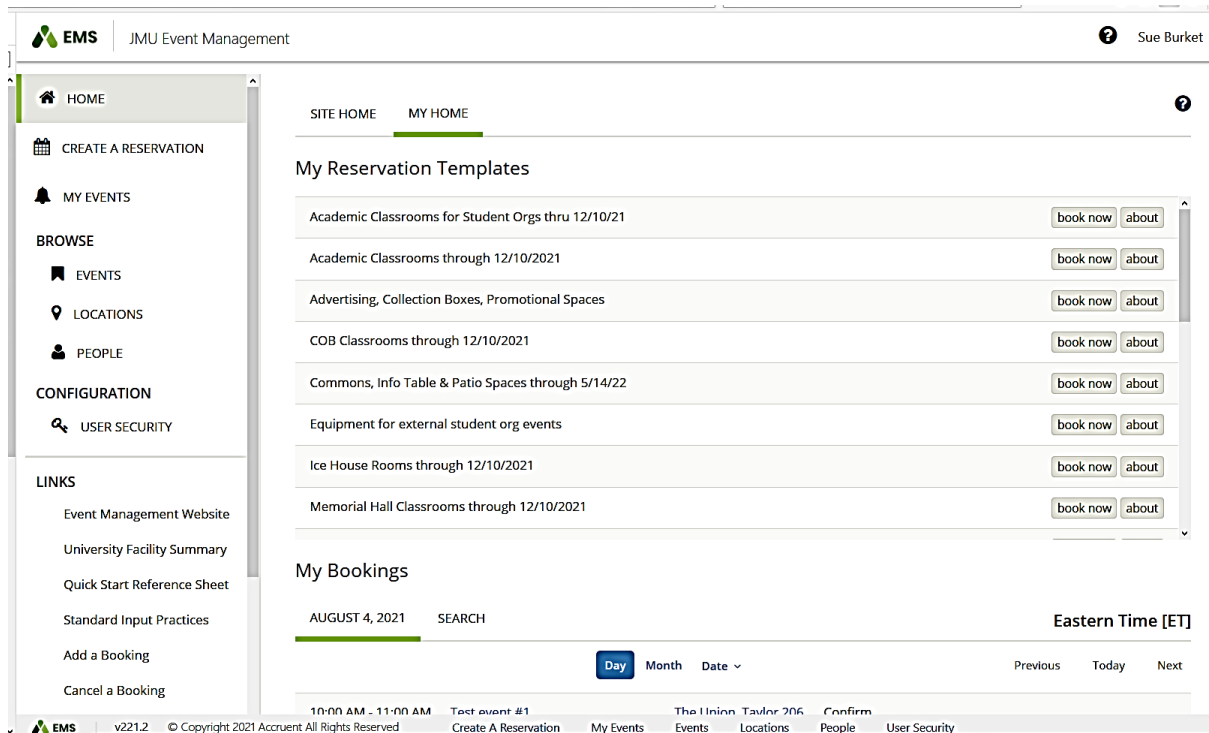 EMS JMU Event Management
Sue Burket
HOME
CREATE A RESERVATION
MY EVENTS
BROWSE
EVENTS
LOCATIONS
PEOPLE
CONFIGURATION
USER SECURITY
LINKS
Event Management Website
University Facility Summary
Quick Start Reference Sheet
Standard Input Practices
Add a Booking
Cancel a Booking
SITE HOME MY HOME
My Reservation Templates
Academic Classrooms for Student Orgs thru 12/10/21 book now about
Academic Classrooms through 12/10/2021 book now about
Advertising, Collection Boxes, Promotional Spaces book now about
COB Classrooms through 12/10/2021 book now about
Commons, Info Table & Patio Spaces through 5/14/22 book now about
Equipment for external student org events book now about
Ice House Rooms through 12/10/2021 book now about
Memorial Hall Classrooms through 12/10/2021 book now about
My Bookings
AUGUST 4, 2021 SEARCH Eastern Time [ET]
Day Month Date Previous Today Next
10:00 AM - 11:00 AM Test event #1 The Union, Taylor 206 Confirm
EMS v221.2 © Copyright 2021 Accruent All Rights Reserved Create A Reservation My Events Events Locations People User Security